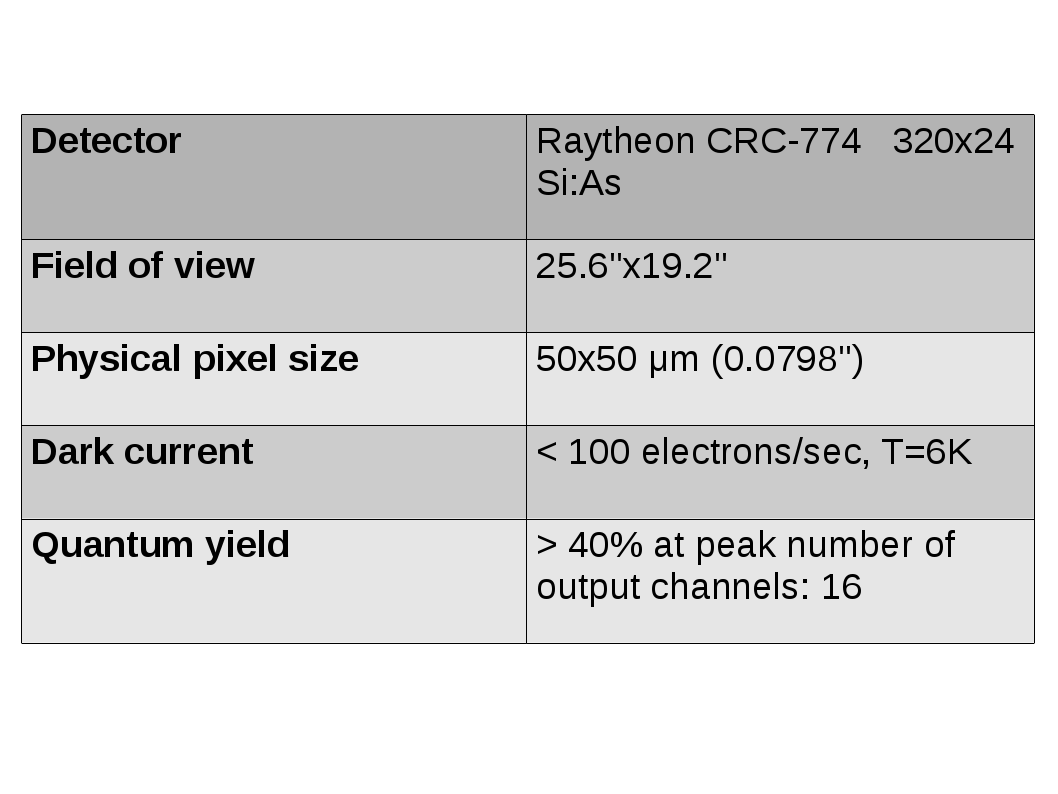 Detector
Raytheon CRC-774   320x24
Si:As
Field of view
25.6"x19.2"
Physical pixel size
50x50 μm (0.0798")
Dark current
< 100 electrons/sec, T=6K
Quantum yield
> 40% at peak number of
output channels: 16